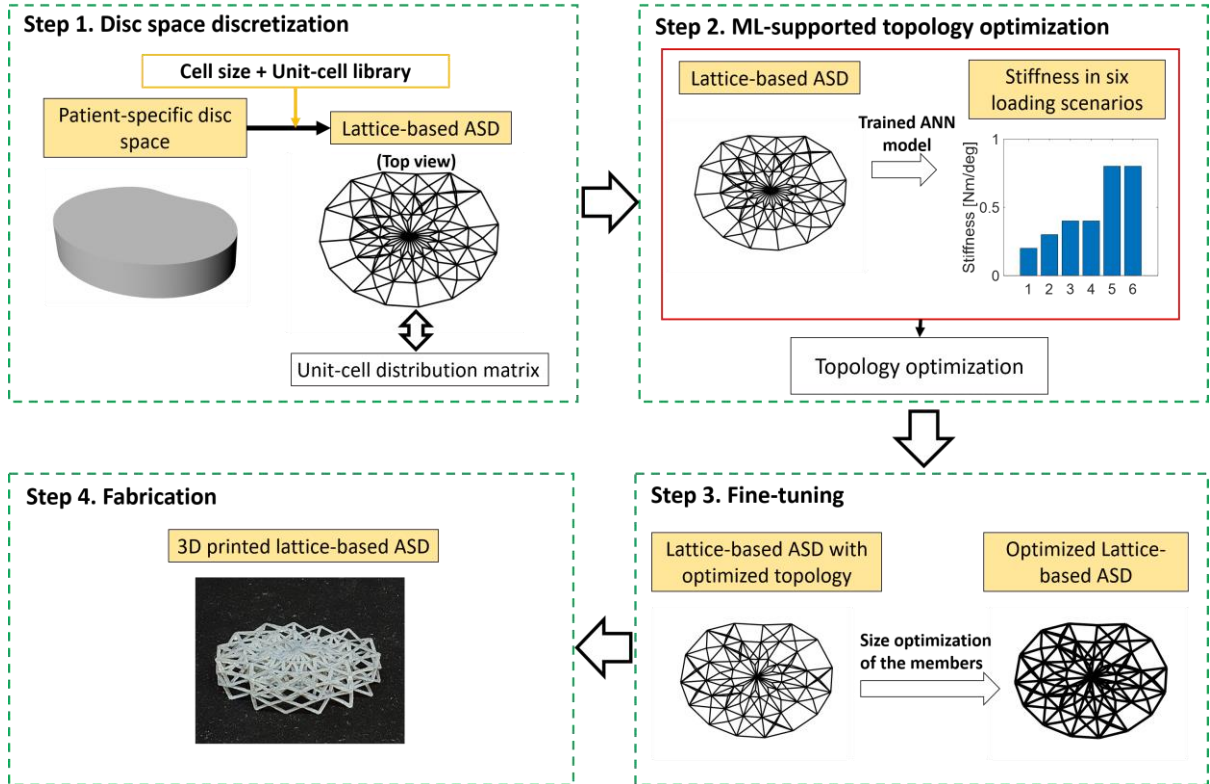 Step 1. Disc space discretization
Cell size + Unit-cell library
Patient-specific disc
space
Lattice-based ASD
(Top view)
Unit-cell distribution matrix
Step 2. ML-supported topology optimization
Lattice-based ASD
Trained ANN
model
Stiffness in six
loading scenarios
Stiffness [Nm/deg]
1
0.5
0
1 2 3 4 5 6
Topology optimization
Step 3. Fine-tuning
Lattice-based ASD with
optimized topology
Size optimization
of the members
Optimized Lattice-
based ASD
Step 4. Fabrication
3D printed lattice-based ASD